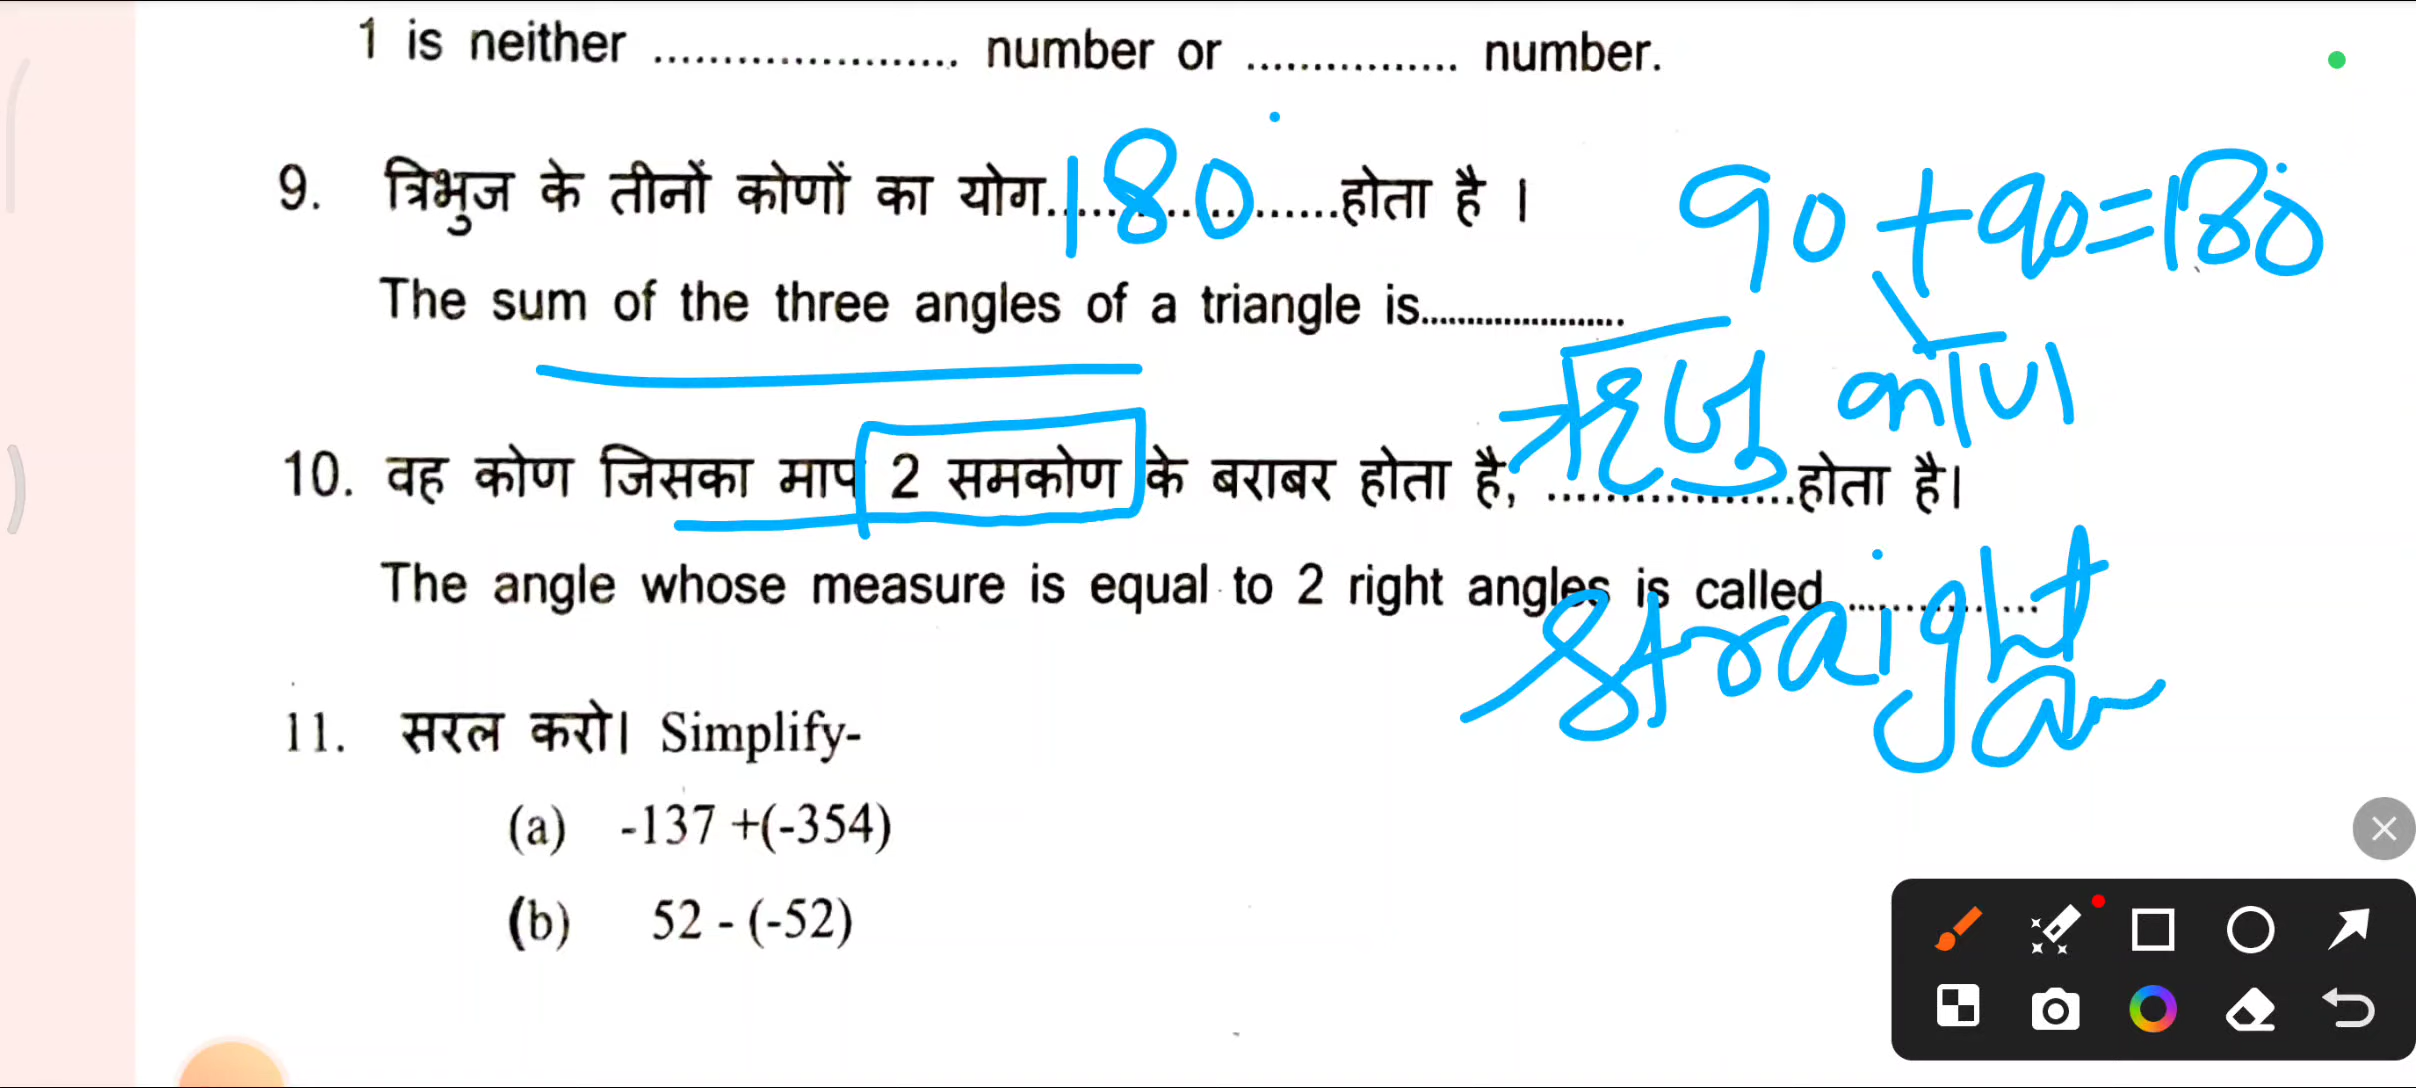 1 is neither ...................... number or ................ number.
9. त्रिभुज के तीनों कोणों का योग.180°......होता है । 90+90=180
The sum of the three angles of a triangle is......................
ऋजु कोण
10. वह कोण जिसका माप 2 समकोण के बराबर होता है, ..................होता है।
The angle whose measure is equal to 2 right angles is called ..............
straight
11. सरल करो। Simplify-
(a) -137 +(-354)
(b) 52 - (-52)